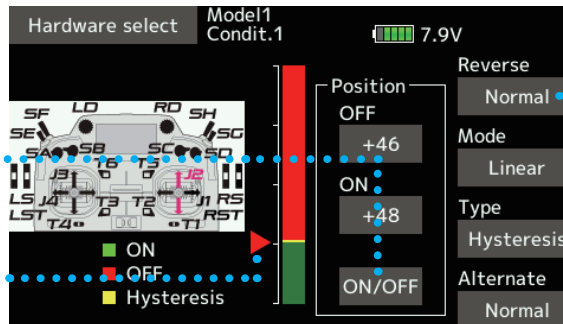 Hardware select
Model1
Condit.1
7.9V
SF LD RD SH
SE SG
SA SB SC SD
T6 T5
J3 J2
LS J4 T3 T2 J1 RS
LST RST
T4 T1
ON
OFF
Hysteresis
Position
OFF
+46
ON
+48
ON/OFF
Reverse
Normal
Mode
Linear
Type
Hysteresis
Alternate
Normal